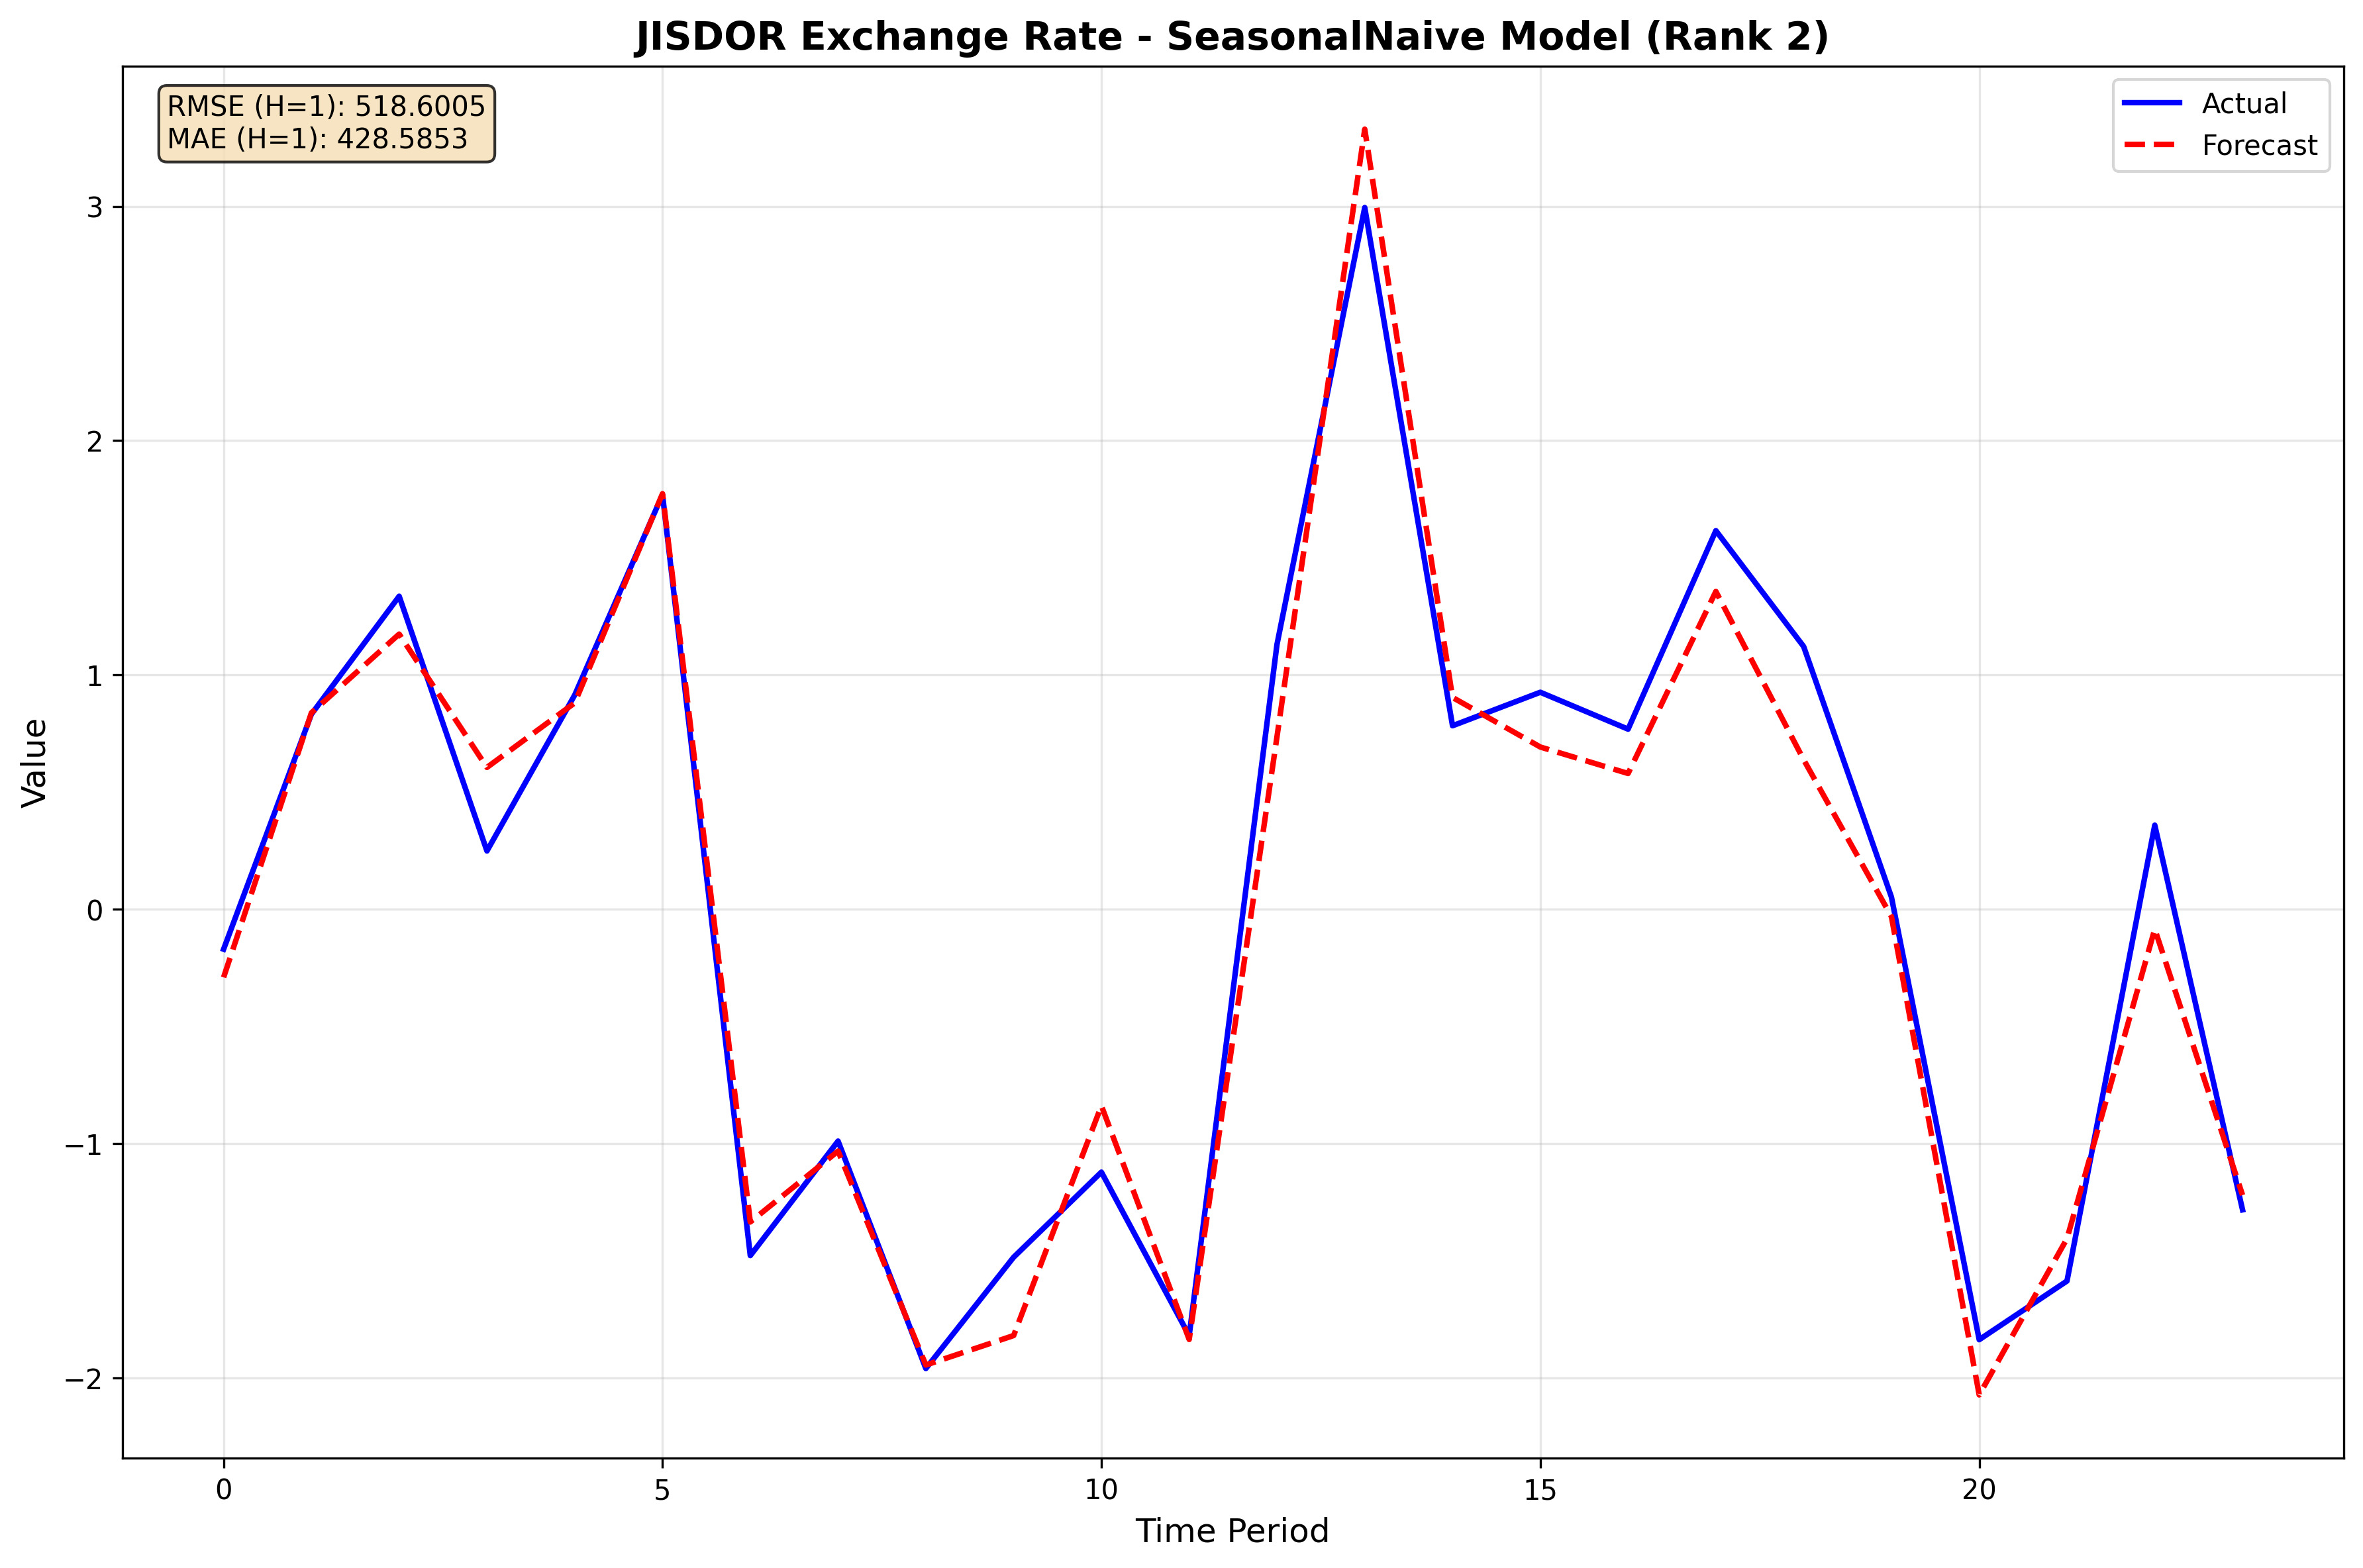 JISDOR Exchange Rate - SeasonalNaive Model (Rank 2)
RMSE (H=1): 518.6005
MAE (H=1): 428.5853
Actual
Forecast
3
2
1
0
−1
−2
Value
0
5
10
15
20
Time Period